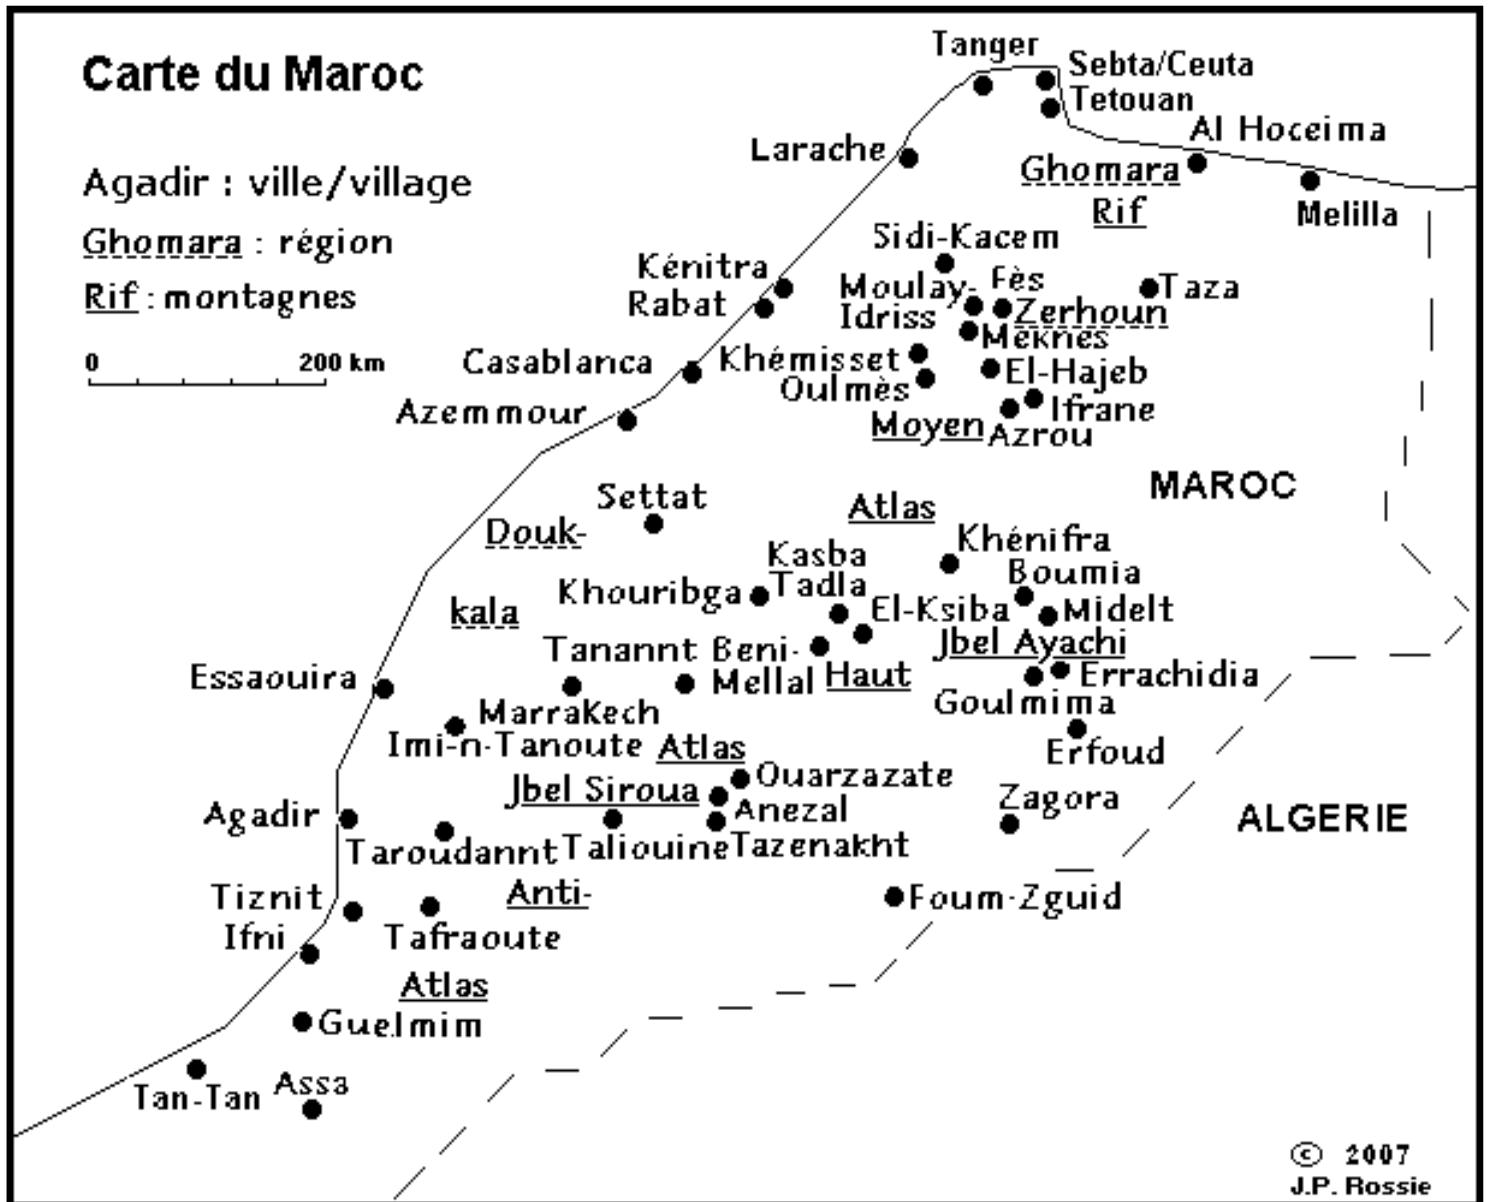 Carte du Maroc
Agadir : ville/village
Ghomara : région
Rif : montagnes
0 200 km
Tanger
Sebta/Ceuta
Tetouan
Al Hoceima
Larache
Ghomara
Rif
Melilla
Sidi-Kacem
Kénitra
Rabat
Moulay-
Idriss
Fès
Zerhoun
Taza
Meknès
Casablanca
Khémisset
Oulmès
El-Hajeb
Ifrane
Azemmour
Moyen
Azrou
MAROC
Settat
Atlas
Douk-
Khénifra
Kasba
Tadla
Boumia
Khouribga
El-Ksiba
Midelt
kala
Tanannt
Beni-
Mellal
Jbel Ayachi
Haut
Essaouira
Errachidia
Goulmima
Marrakech
Imi-n-Tanoute
Atlas
Erfoud
Jbel Siroua
Ouarzazate
Anezal
Zagora
Agadir
ALGERIE
Taroudannt
Taliouine
Tazenakht
Tiznit
Anti-
Foum-Zguid
Ifni
Tafraoute
Atlas
Guelmim
Tan-Tan
Assa
© 2007
J.P. Rossie